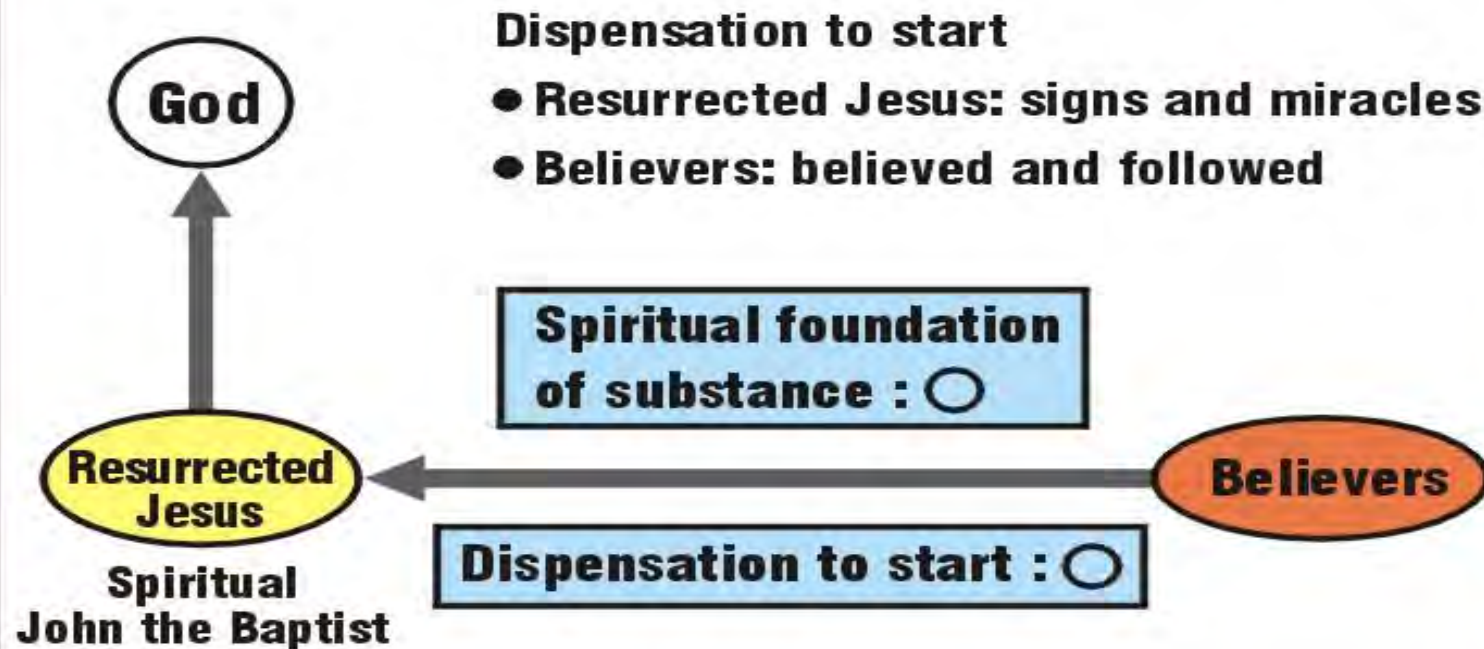 Dispensation to start
● Resurrected Jesus: signs and miracles
● Believers: believed and followed
God
Spiritual foundation
of substance : ○
Resurrected
Jesus
Believers
Dispensation to start : ○
Spiritual
John the Baptist